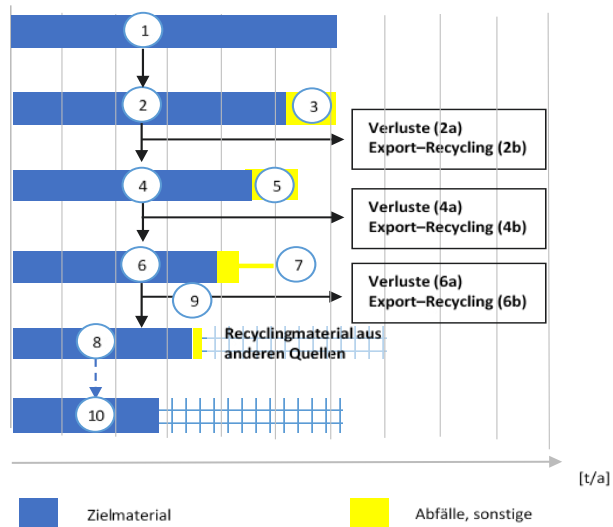 1
2
3
Verluste (2a)
Export–Recycling (2b)
4
5
Verluste (4a)
Export–Recycling (4b)
6
7
Verluste (6a)
Export–Recycling (6b)
9
8
Recyclingmaterial aus
anderen Quellen
10
[t/a]
Zielmaterial
Abfälle, sonstige